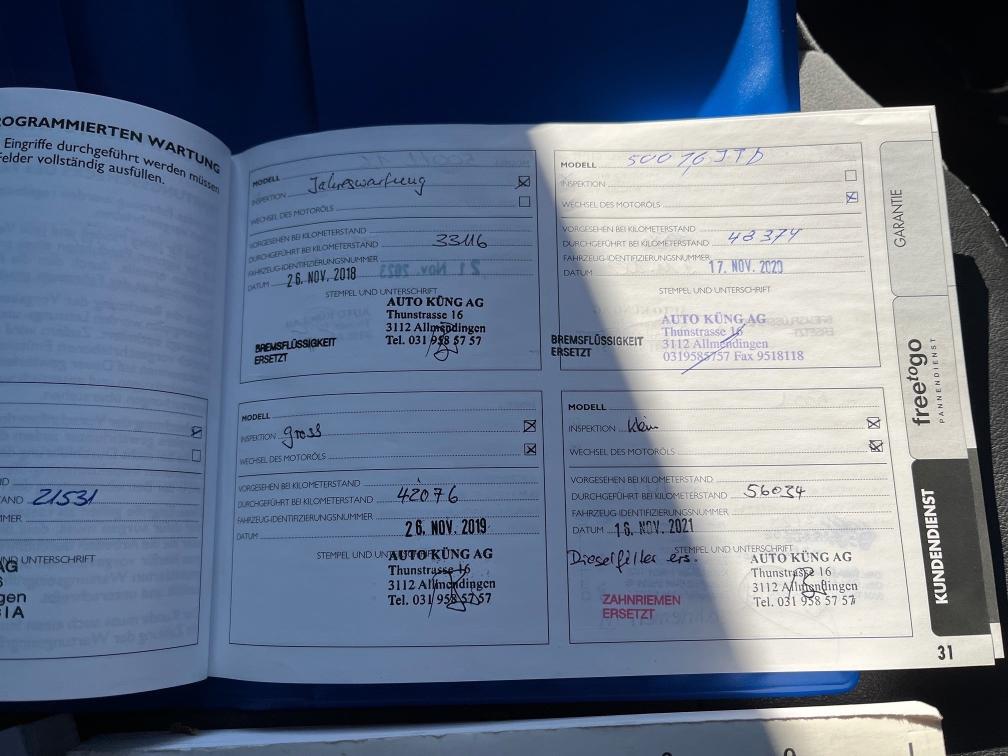 ROGRAMMIERTEN WARTUNG
Eingriffe durchgeführt werden müssen
Felder vollständig ausfüllen.
21531
AND
MMER
ND UNTERSCHRIFT
AG
6
ngen
MODELL
INSPEKTION Jahreswartung
WECHSEL DES MOTORÖLS
VORGESEHEN BEI KILOMETERSTAND
DURCHGEFÜHRT BEI KILOMETERSTAND 33116
FAHRZEUG-IDENTIFIZIERUNGSNUMMER
DATUM 26. NOV. 2018
STEMPEL UND UNTERSCHRIFT
AUTO KÜNG AG
Thunstrasse 16
3112 Allmendingen
Tel. 031 958 57 57
BREMSFLÜSSIGKEIT
ERSETZT
MODELL
INSPEKTION gross
WECHSEL DES MOTORÖLS
VORGESEHEN BEI KILOMETERSTAND
DURCHGEFÜHRT BEI KILOMETERSTAND 42076
FAHRZEUG-IDENTIFIZIERUNGSNUMMER
DATUM 26. NOV. 2019
STEMPEL UND UNTERSCHRIFT
AUTO KÜNG AG
Thunstrasse 16
3112 Allmendingen
Tel. 031 958 57 57
MODELL 500 16 JTD
INSPEKTION
WECHSEL DES MOTORÖLS
VORGESEHEN BEI KILOMETERSTAND
DURCHGEFÜHRT BEI KILOMETERSTAND 48374
FAHRZEUG-IDENTIFIZIERUNGSNUMMER
DATUM 17. NOV. 2020
STEMPEL UND UNTERSCHRIFT
AUTO KÜNG AG
Thunstrasse 16
3112 Allmendingen
0319585757 Fax 9518118
BREMSFLÜSSIGKEIT
ERSETZT
MODELL
INSPEKTION klein
WECHSEL DES MOTORÖLS
VORGESEHEN BEI KILOMETERSTAND
DURCHGEFÜHRT BEI KILOMETERSTAND 56034
FAHRZEUG-IDENTIFIZIERUNGSNUMMER
DATUM 16. NOV. 2021
STEMPEL UND UNTERSCHRIFT
Dieselfilter ers.
AUTO KÜNG AG
Thunstrasse 16
3112 Allmendingen
Tel. 031 958 57 57
ZAHNRIEMEN
ERSETZT
GARANTIE
freetogo
PANNENDIENST
KUNDENDIENST
31